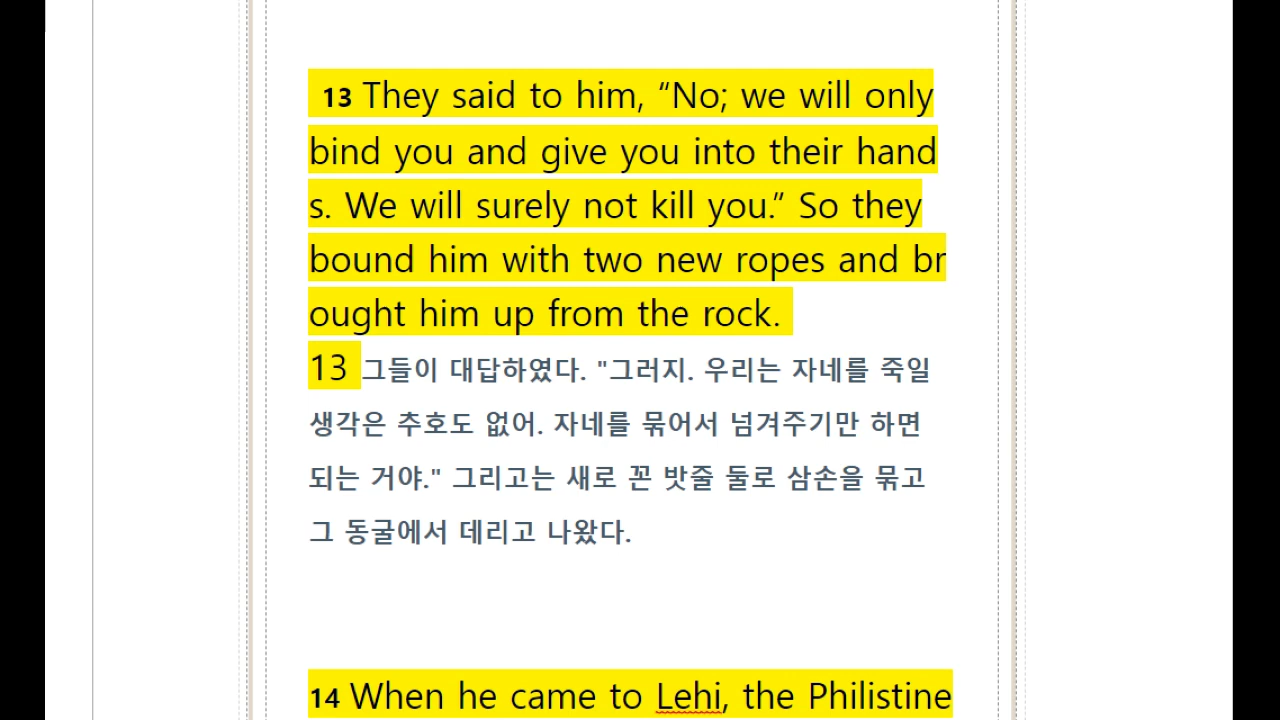 13 They said to him, “No; we will only
bind you and give you into their hand
s. We will surely not kill you.” So they
bound him with two new ropes and br
ought him up from the rock.
13 그들이 대답하였다. "그러지. 우리는 자네를 죽일
생각은 추호도 없어. 자네를 묶어서 넘겨주기만 하면
되는 거야." 그리고는 새로 꼰 밧줄 둘로 삼손을 묶고
그 동굴에서 데리고 나왔다.
14 When he came to Lehi, the Philistine